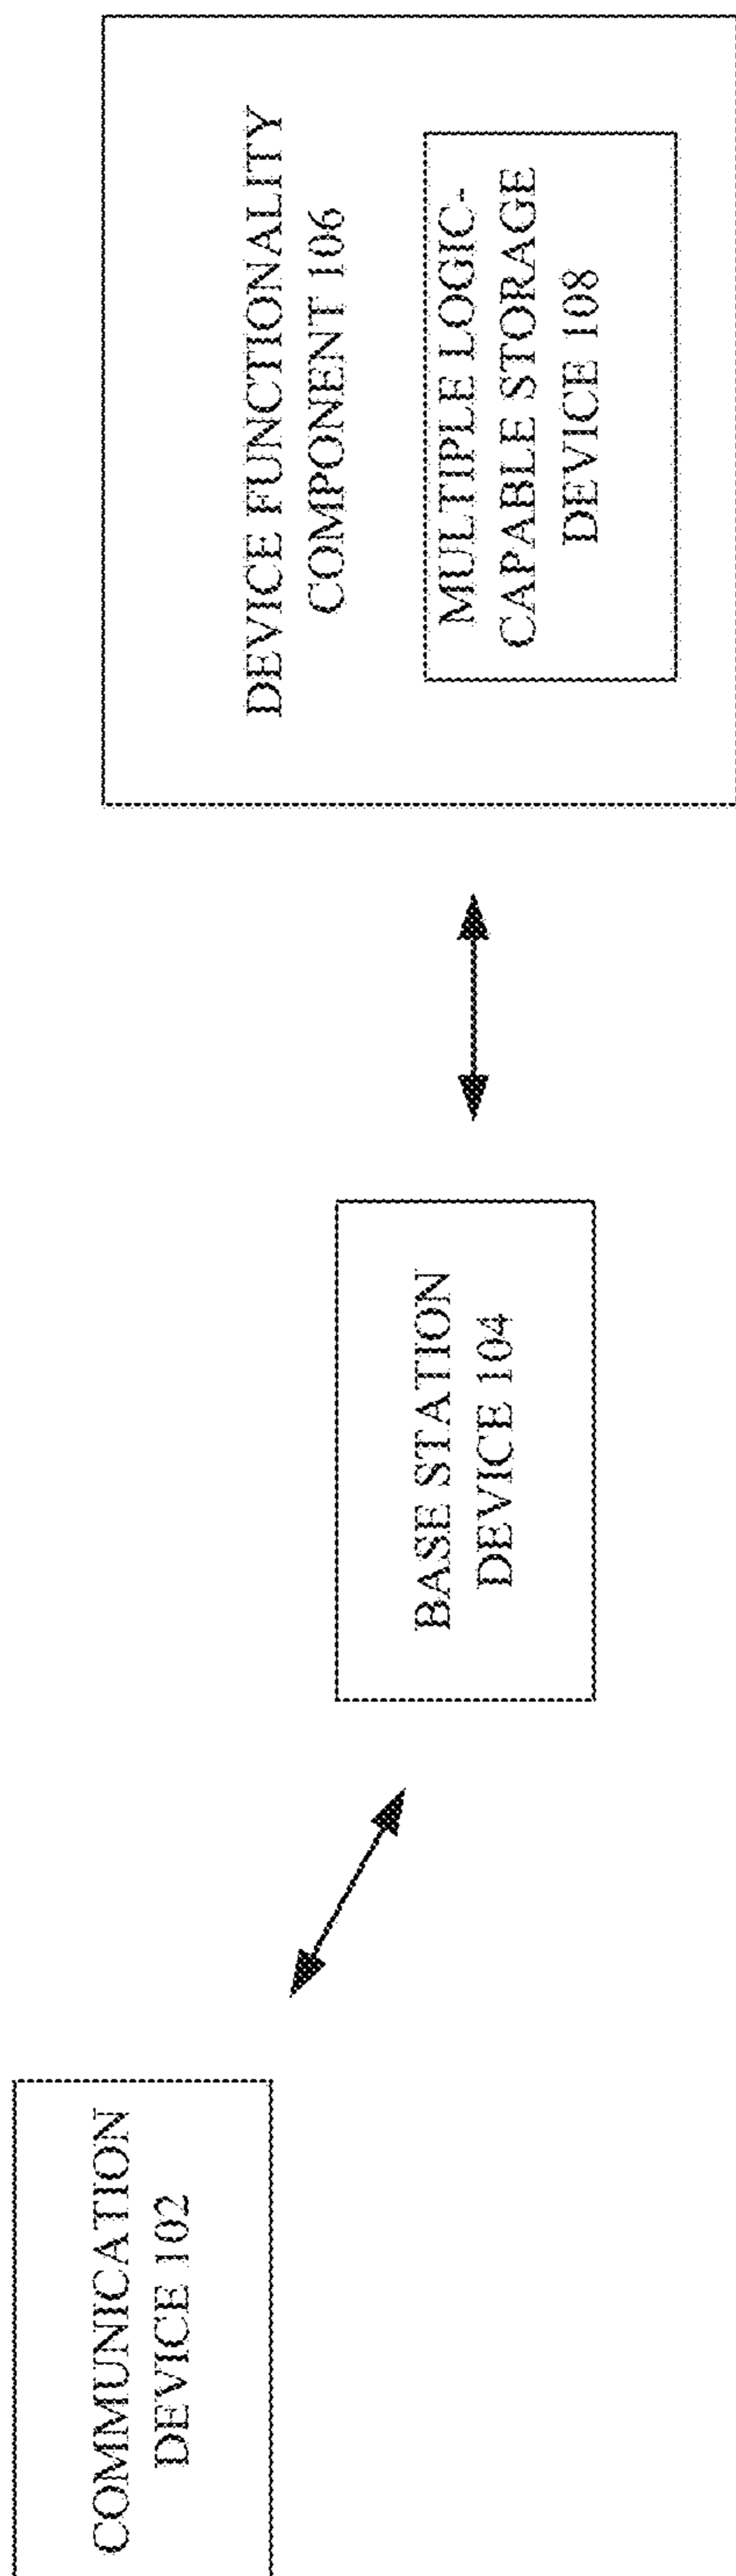 COMMUNICATION
DEVICE 102
BASE STATION
DEVICE 104
DEVICE FUNCTIONALITY
COMPONENT 106
MULTIPLE LOGIC-
CAPABLE STORAGE
DEVICE 108